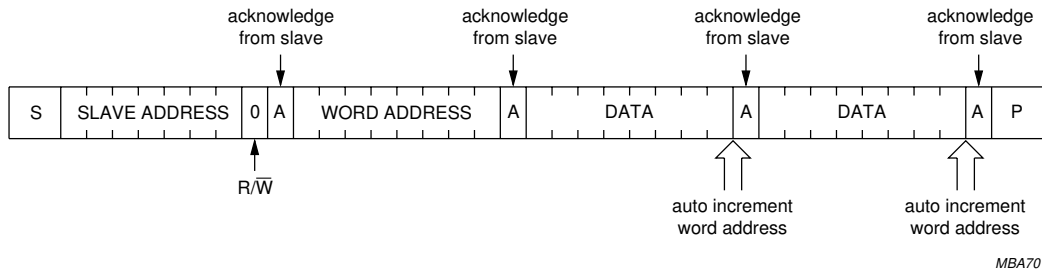 acknowledge from slave
acknowledge from slave
acknowledge from slave
acknowledge from slave
S SLAVE ADDRESS 0 A WORD ADDRESS A DATA A DATA A P
R/W̅
auto increment word address
auto increment word address
MBA70